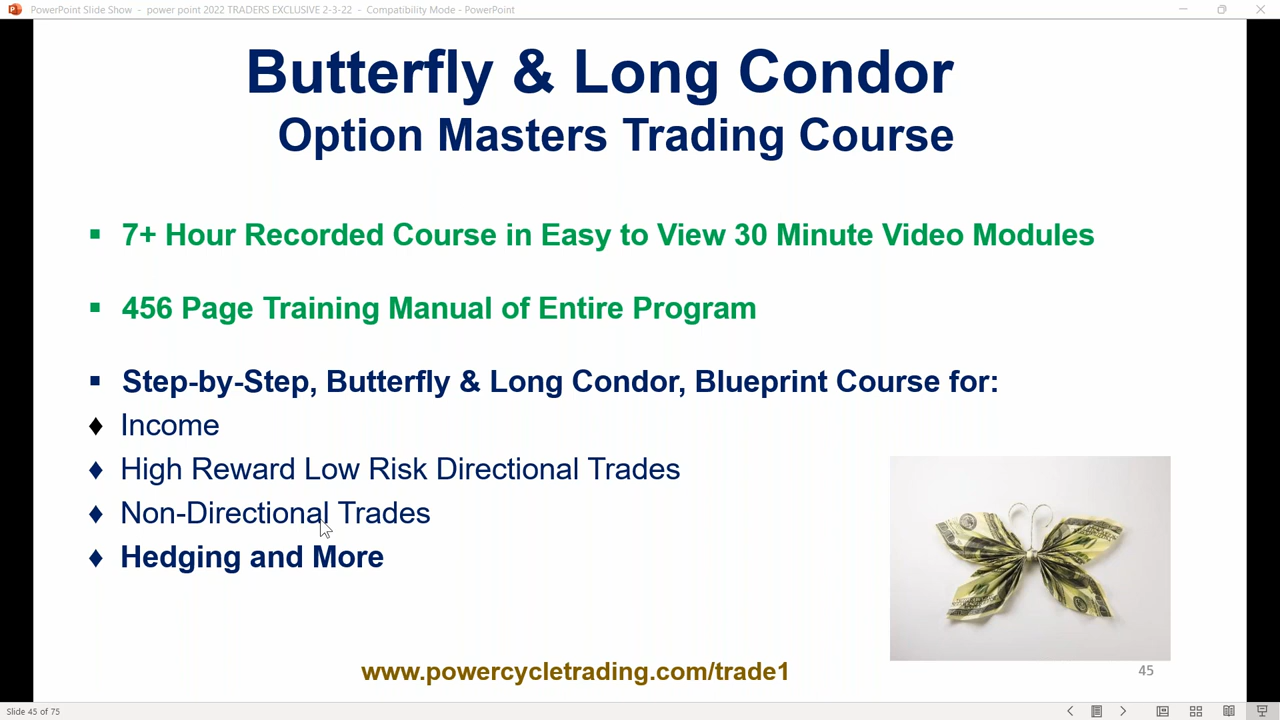 PowerPoint Slide Show - power point 2022 TRADERS EXCLUSIVE 2-3-22 - Compatibility Mode - PowerPoint
Butterfly & Long Condor
Option Masters Trading Course
▪ 7+ Hour Recorded Course in Easy to View 30 Minute Video Modules
▪ 456 Page Training Manual of Entire Program
▪ Step-by-Step, Butterfly & Long Condor, Blueprint Course for:
♦ Income
♦ High Reward Low Risk Directional Trades
♦ Non-Directional Trades
♦ Hedging and More
www.powercycletrading.com/trade1
45
Slide 45 of 75